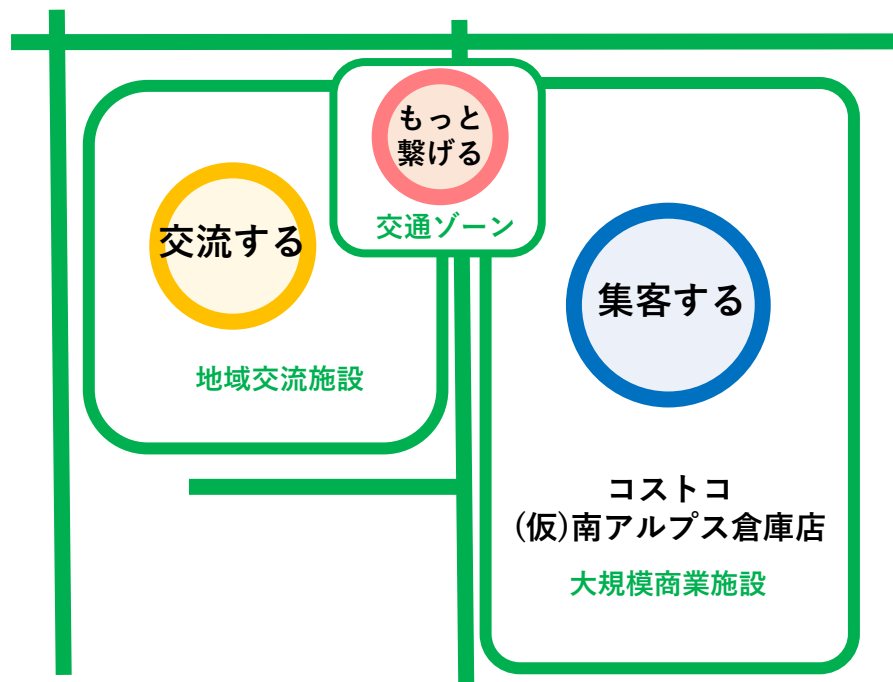 もっと
繋げる
交通ゾーン
交流する
地域交流施設
集客する
コストコ
(仮)南アルプス倉庫店
大規模商業施設